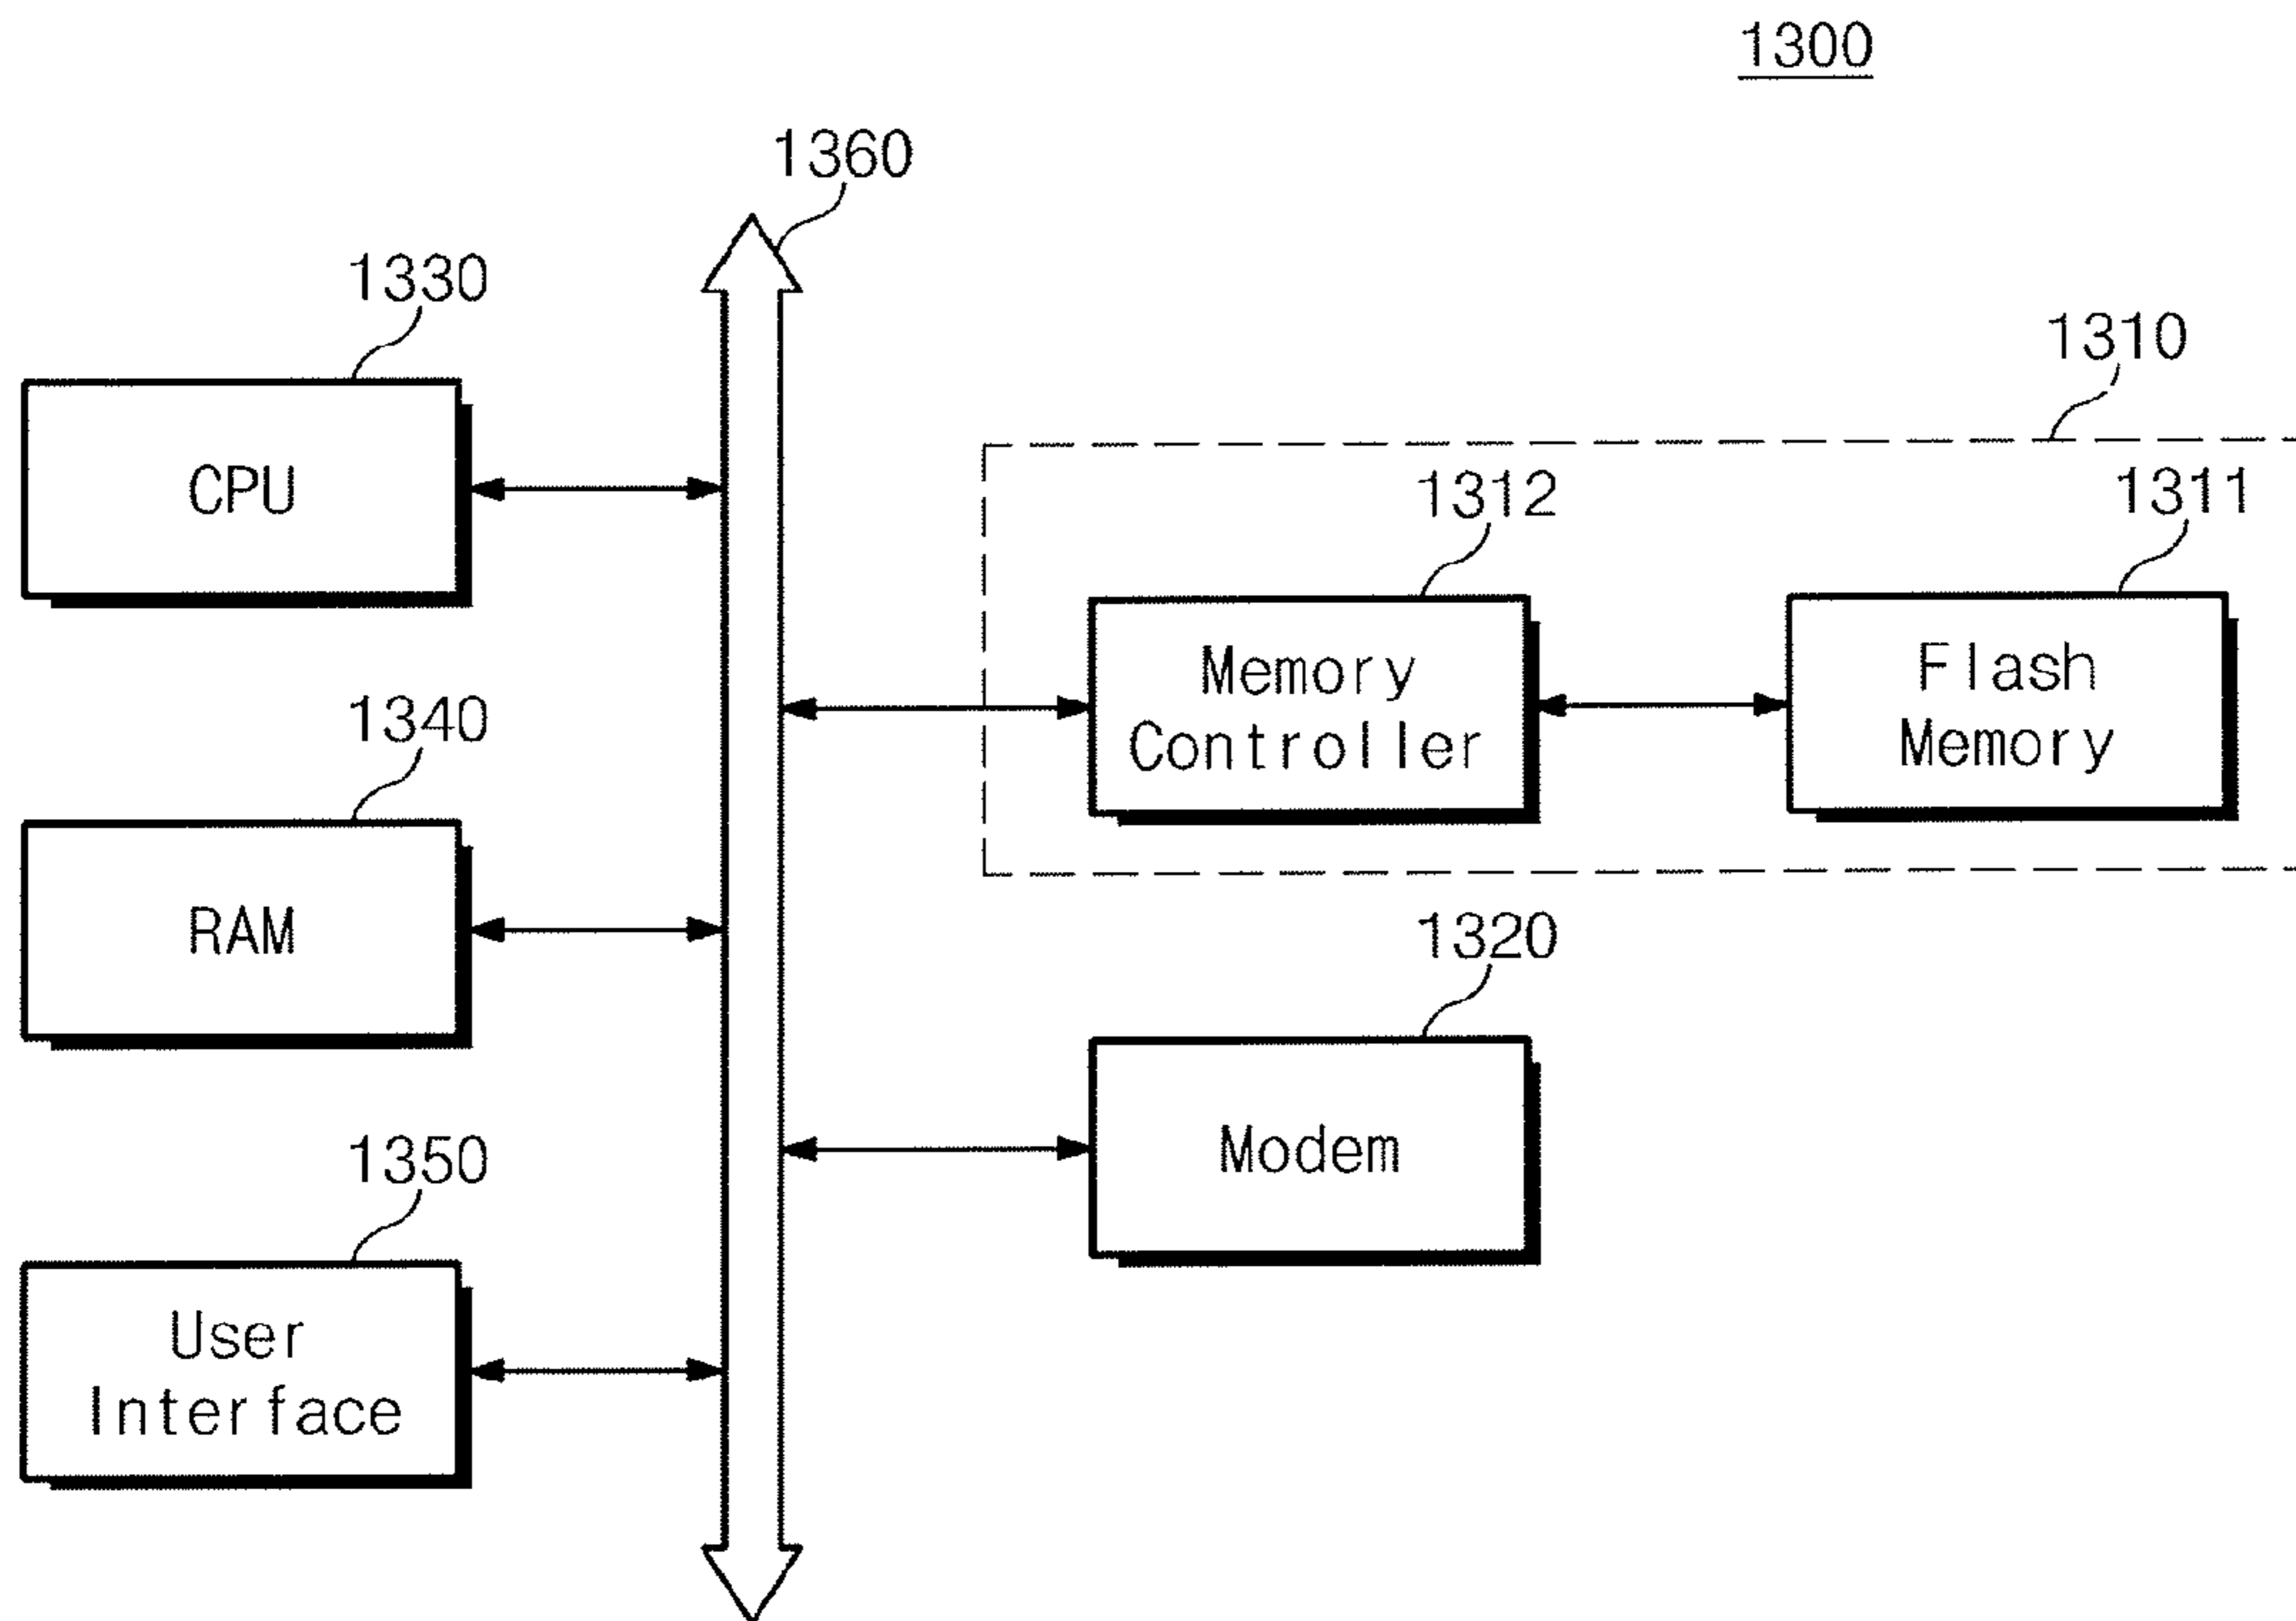 1300
1360
1330
CPU
1310
1312
1311
Memory
Controller
Flash
Memory
1340
RAM
1320
Modem
1350
User
Interface